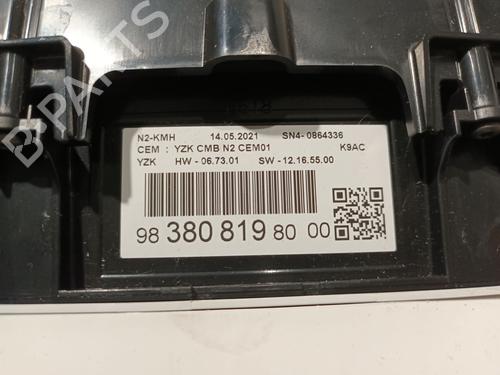 B-PARTS
N2-KMH 14.05.2021 SN4-0864336
CEM : YZK CMB N2 CEM01 K9AC
YZK HW - 06.73.01 SW - 12.16.55.00
98 380 819 80 00